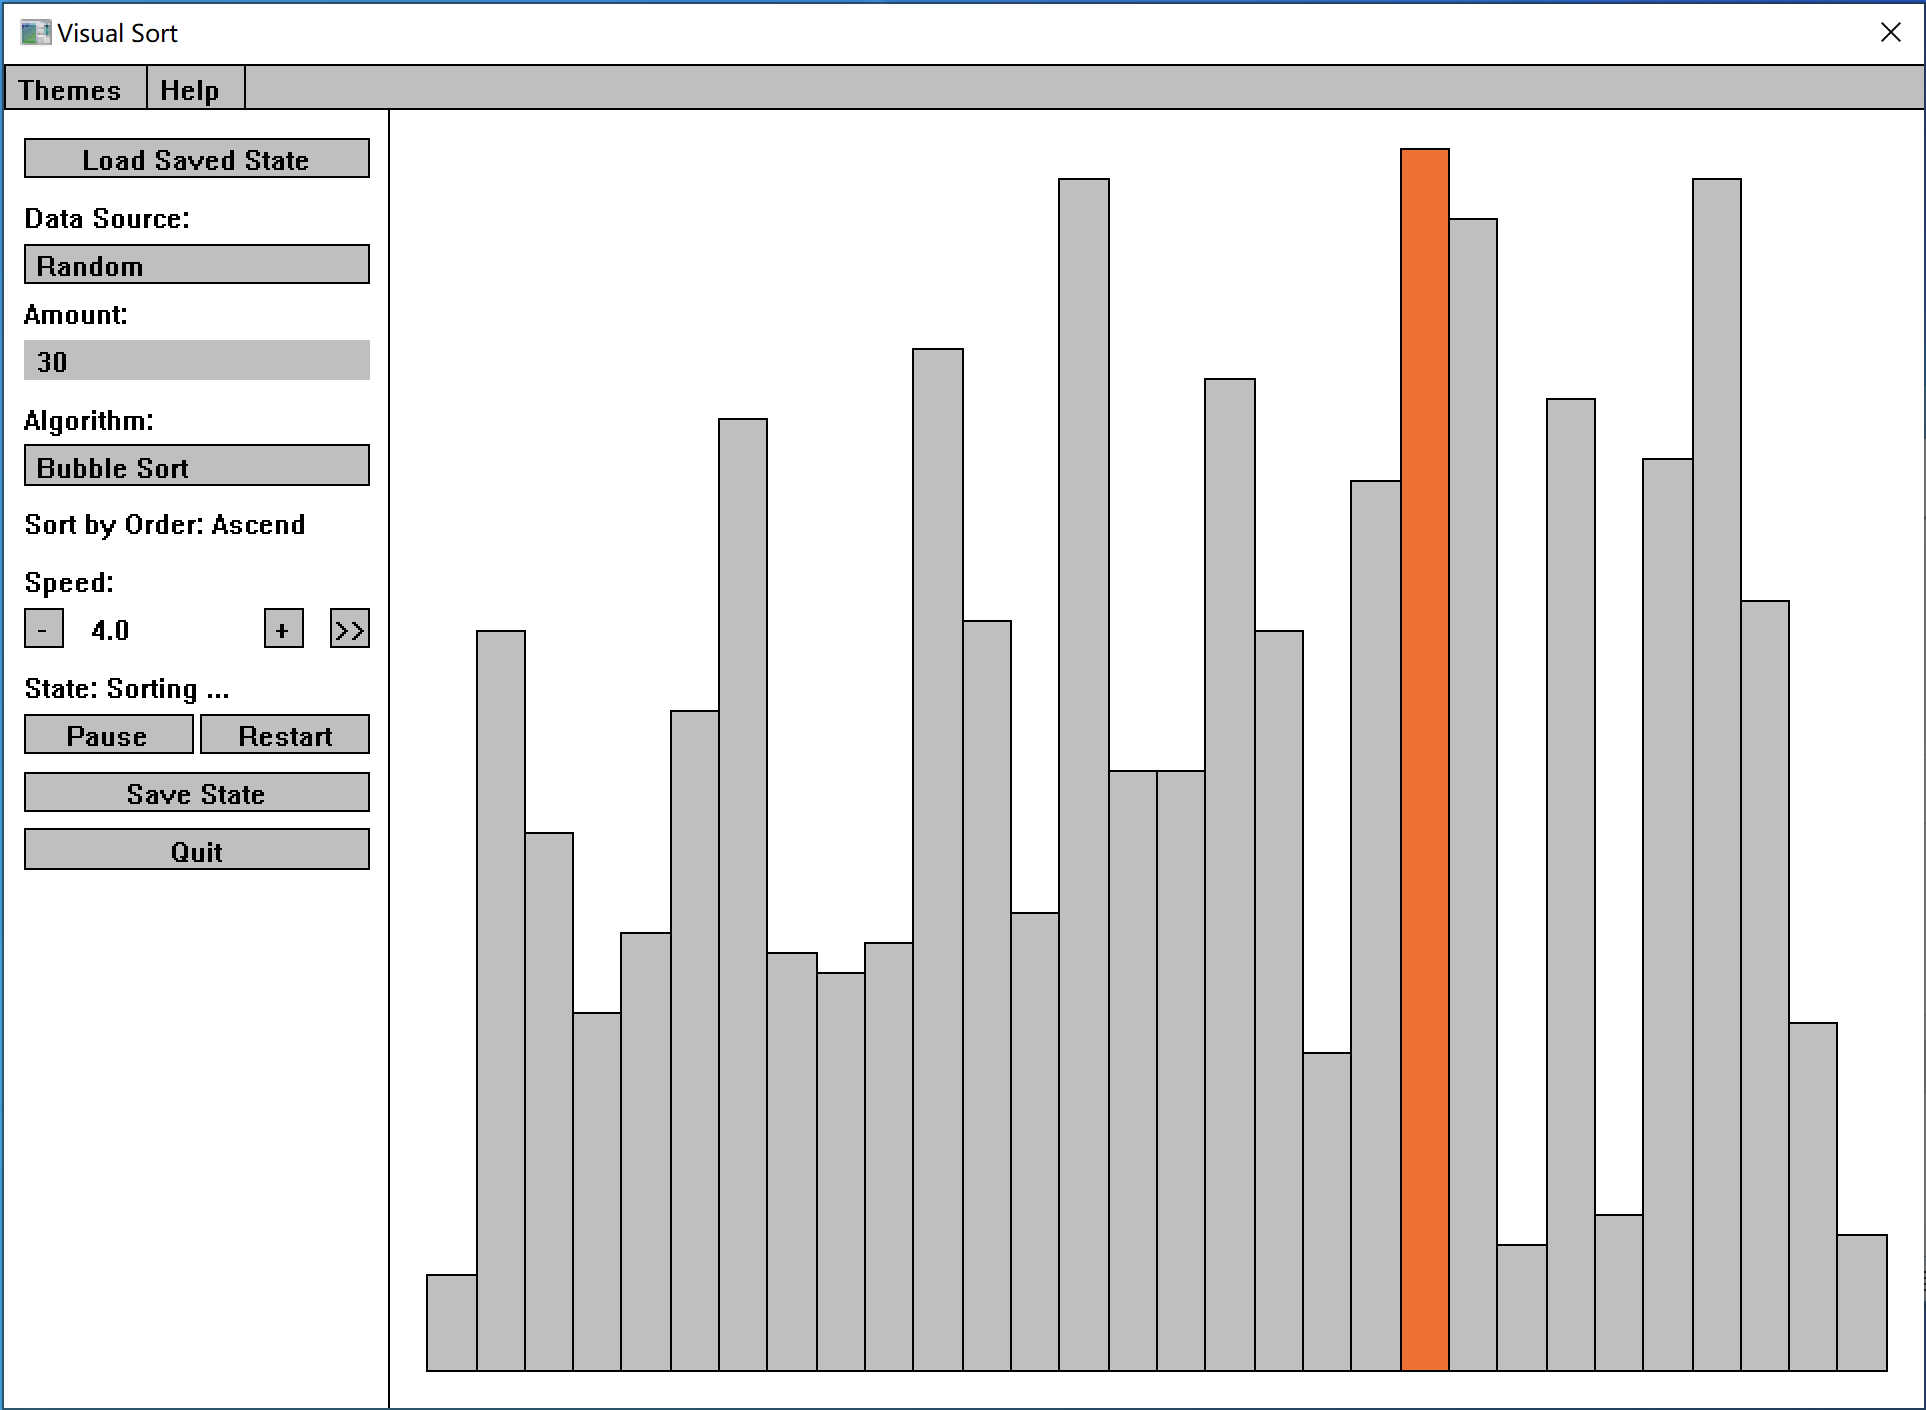 Visual Sort
Themes Help
Load Saved State
Data Source:
Random
Amount:
30
Algorithm:
Bubble Sort
Sort by Order: Ascend
Speed:
- 4.0 + >>
State: Sorting ...
Pause Restart
Save State
Quit